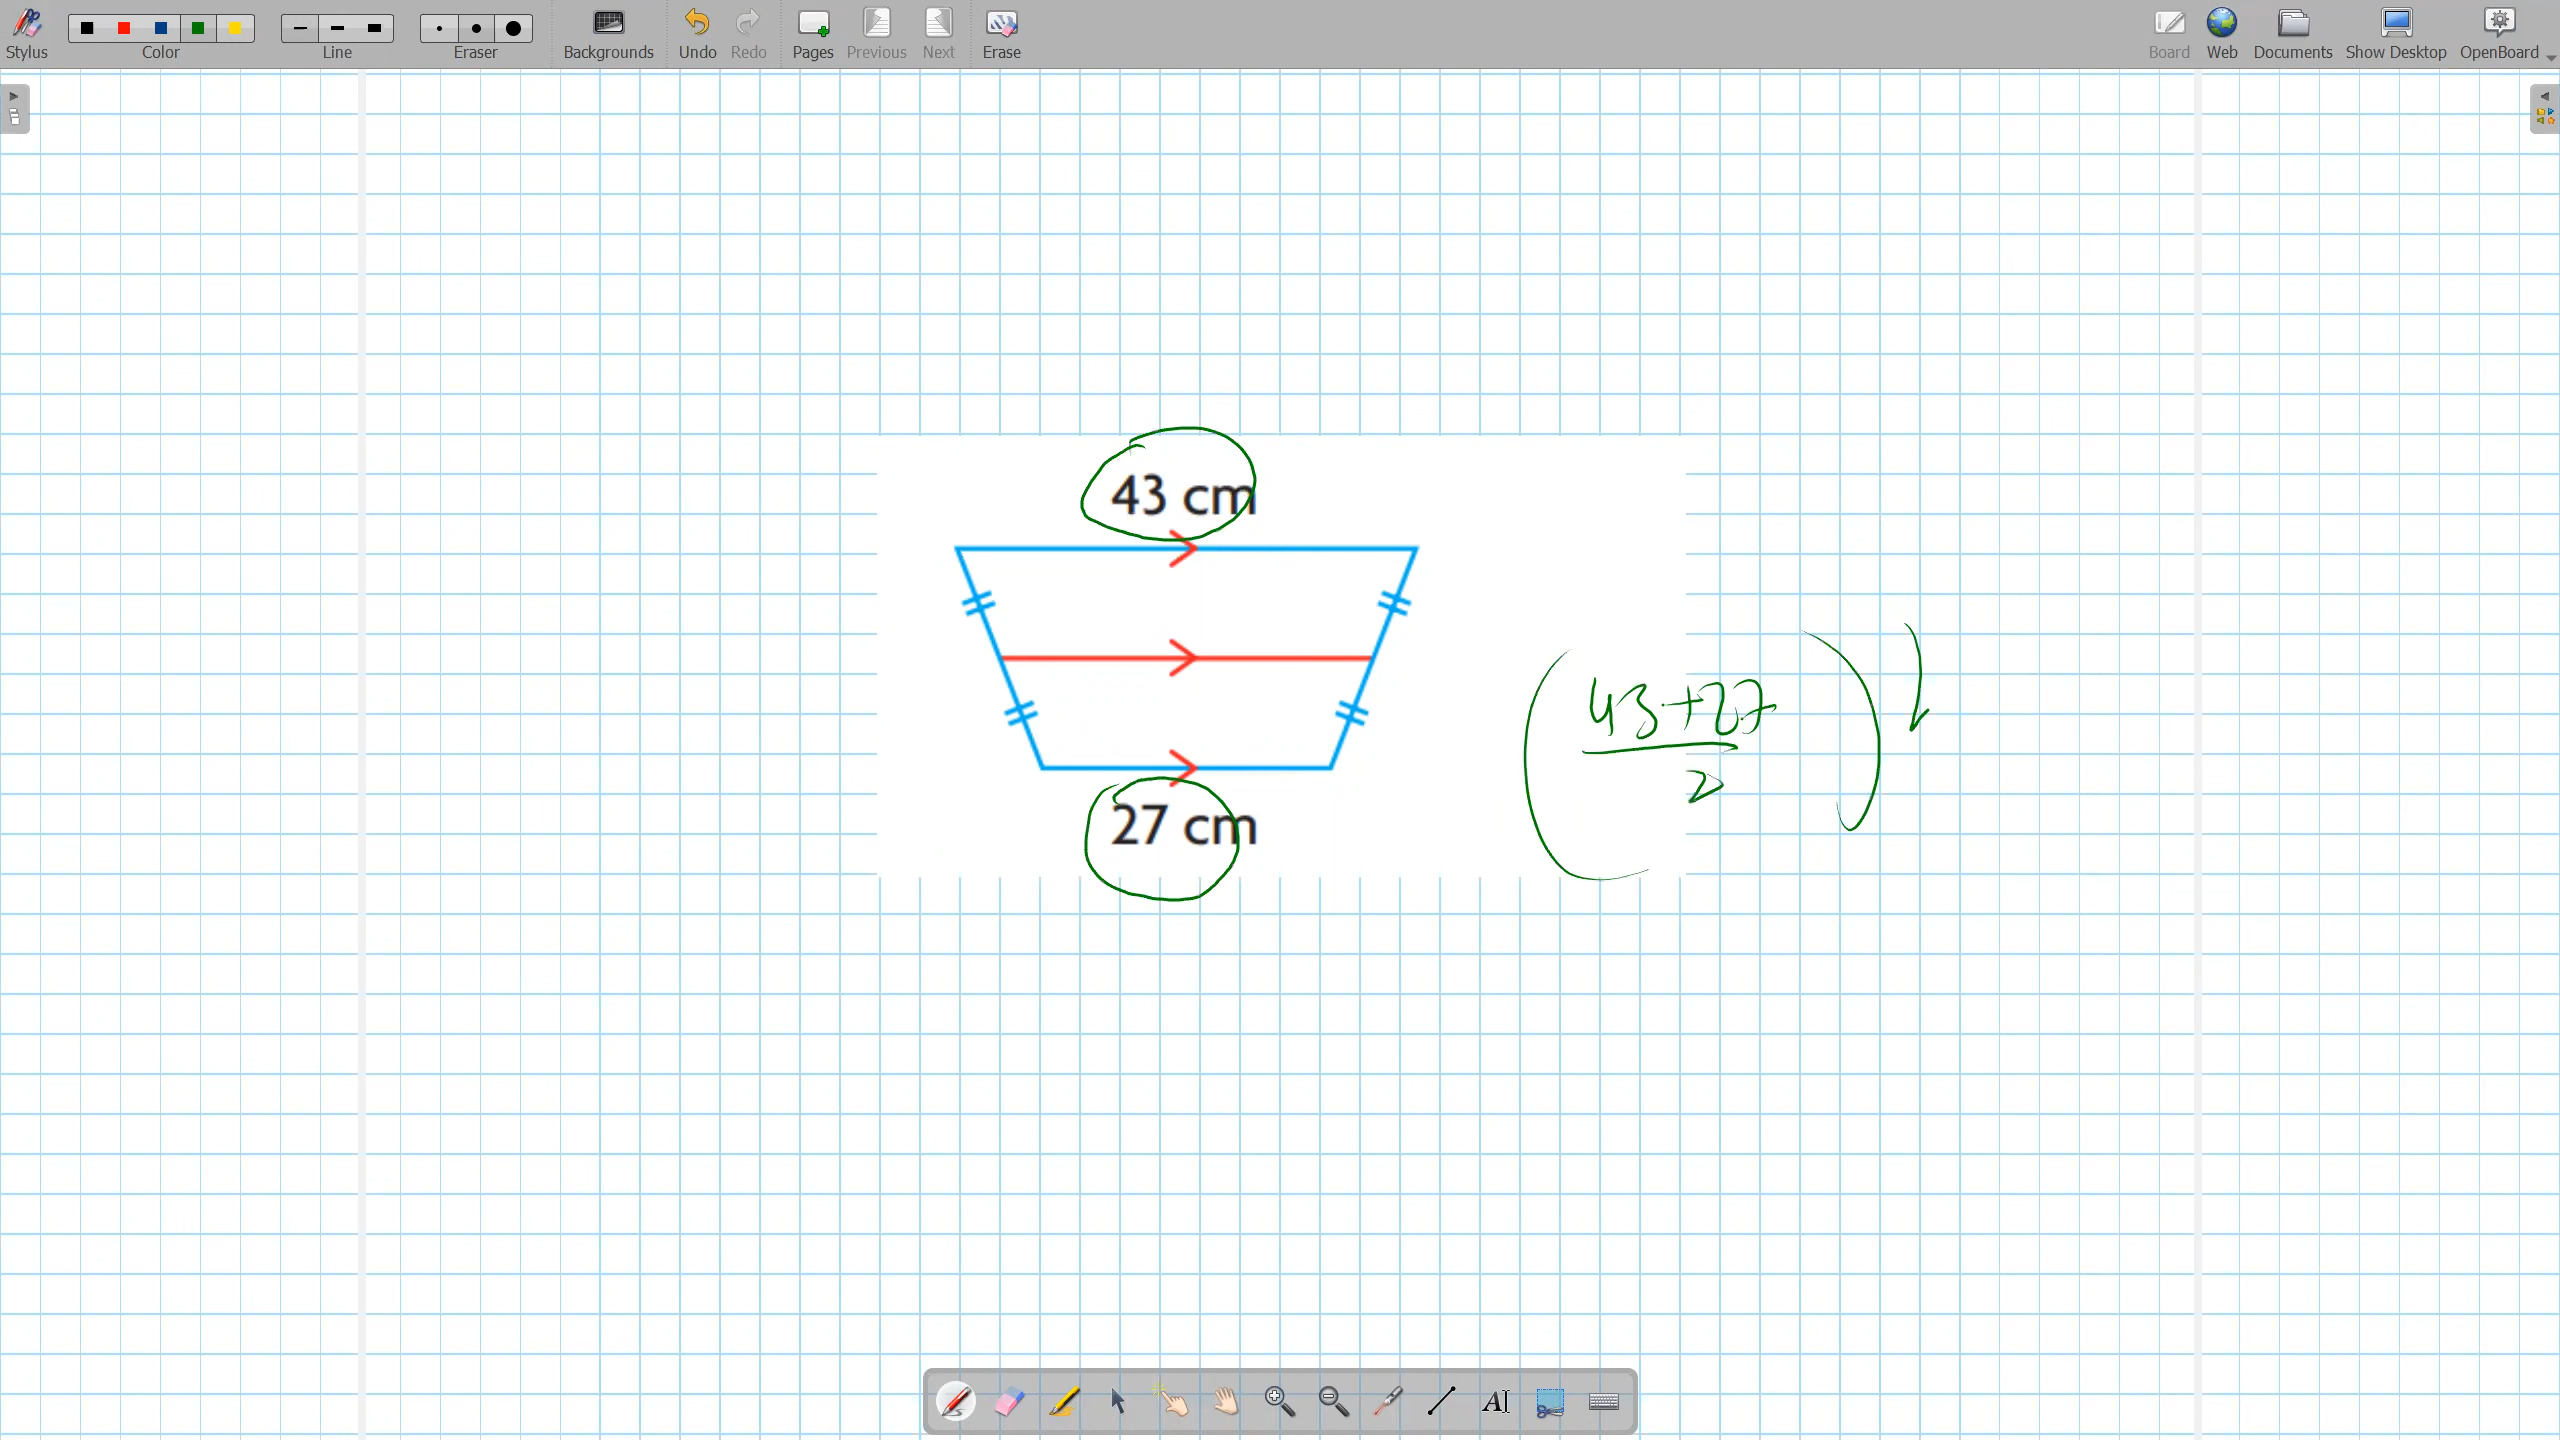 Stylus Color Line Eraser Backgrounds Undo Redo Pages Previous Next Erase Board Web Documents Show Desktop OpenBoard
43 cm
43+27
2
27 cm
AI